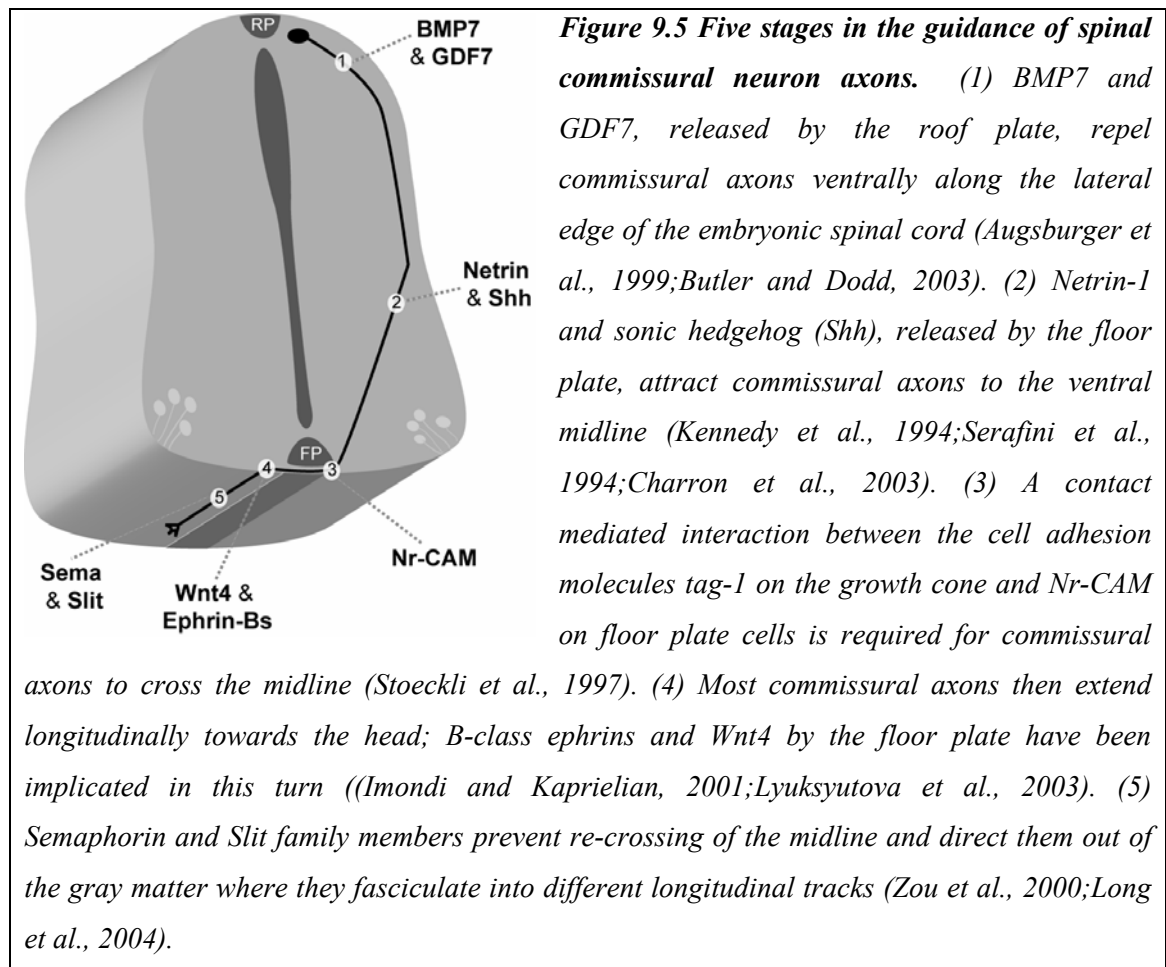 RP
BMP7
& GDF7
1
Netrin
& Shh
2
FP
4
3
5
Nr-CAM
Sema
& Slit
Wnt4 &
Ephrin-Bs
Figure 9.5 Five stages in the guidance of spinal
commissural neuron axons. (1) BMP7 and
GDF7, released by the roof plate, repel
commissural axons ventrally along the lateral
edge of the embryonic spinal cord (Augsburger et
al., 1999;Butler and Dodd, 2003). (2) Netrin-1
and sonic hedgehog (Shh), released by the floor
plate, attract commissural axons to the ventral
midline (Kennedy et al., 1994;Serafini et al.,
1994;Charron et al., 2003). (3) A contact
mediated interaction between the cell adhesion
molecules tag-1 on the growth cone and Nr-CAM
on floor plate cells is required for commissural
axons to cross the midline (Stoeckli et al., 1997). (4) Most commissural axons then extend
longitudinally towards the head; B-class ephrins and Wnt4 by the floor plate have been
implicated in this turn ((Imondi and Kaprielian, 2001;Lyuksyutova et al., 2003). (5)
Semaphorin and Slit family members prevent re-crossing of the midline and direct them out of
the gray matter where they fasciculate into different longitudinal tracks (Zou et al., 2000;Long
et al., 2004).